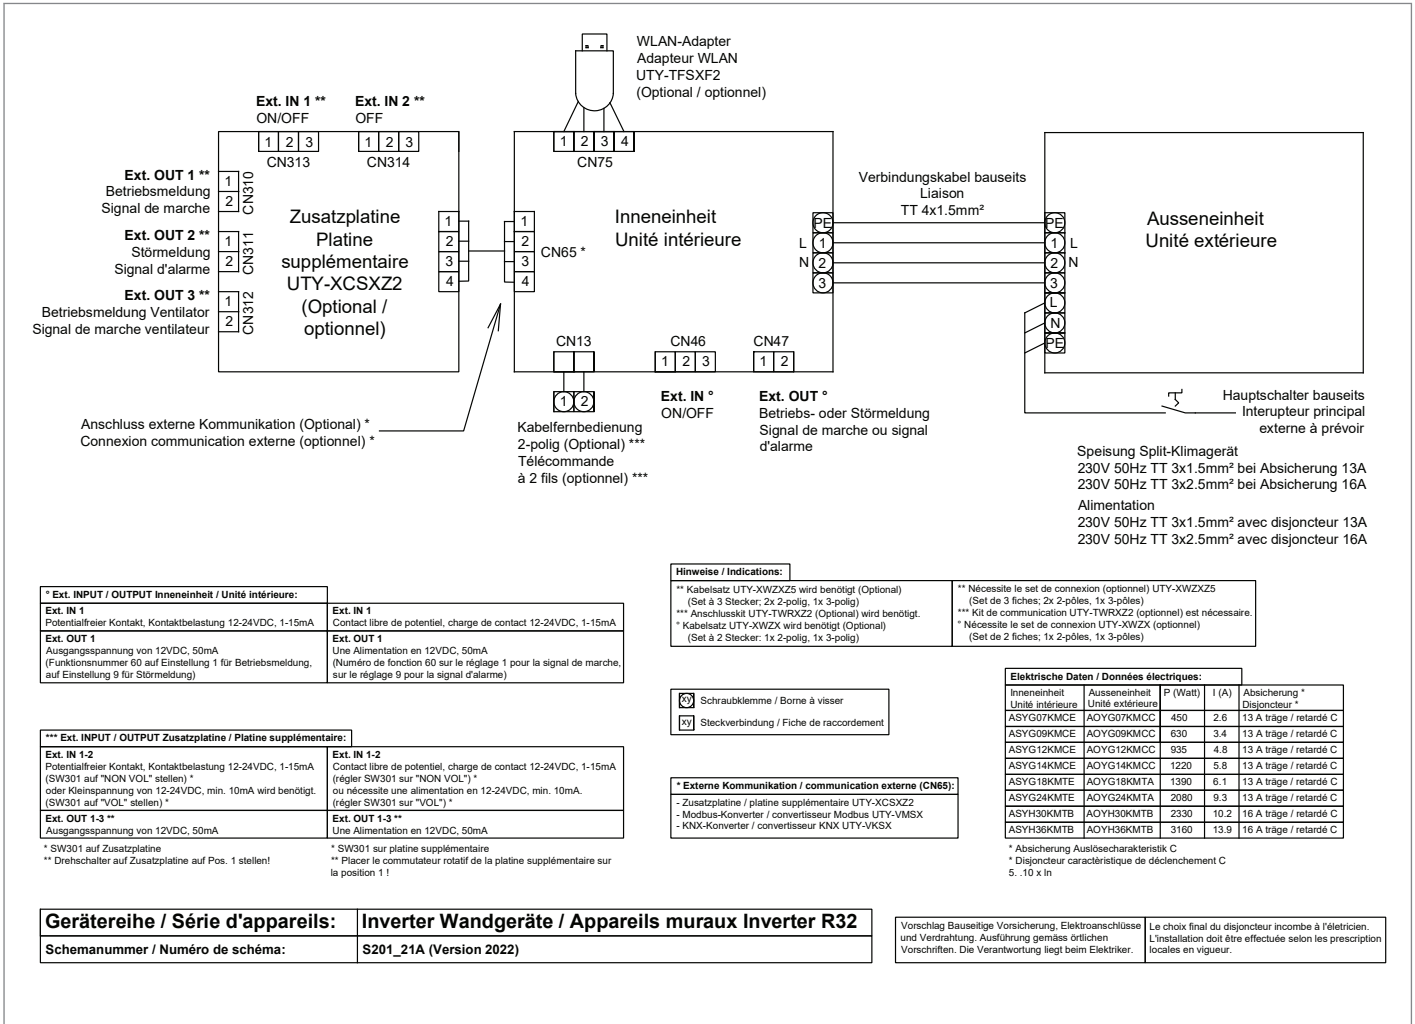 WLAN-Adapter
Adapteur WLAN
UTY-TFSXF2
(Optional / optionnel)
Ext. IN 1 **
ON/OFF
Ext. IN 2 **
OFF
1 2 3
CN313
1 2 3
CN314
1 2 3 4
CN75
Ext. OUT 1 **
Betriebsmeldung
Signal de marche
1
2
CN310
Ext. OUT 2 **
Störmeldung
Signal d'alarme
1
2
CN311
Ext. OUT 3 **
Betriebsmeldung Ventilator
Signal de marche ventilateur
1
2
CN312
Zusatzplatine
Platine
supplémentaire
UTY-XCSXZ2
(Optional /
optionnel)
1
2
3
4
1
2
3
4
CN65 *
Inneneinheit
Unité intérieure
PE
L 1
N 2
3
Verbindungskabel bauseits
Liaison
TT 4x1.5mm²
PE
1 L
2 N
3
L
N
PE
Ausseneinheit
Unité extérieure
CN13
1 2
CN46
1 2 3
CN47
1 2
Ext. IN °
ON/OFF
Ext. OUT °
Betriebs- oder Störmeldung
Signal de marche ou signal
d'alarme
Kabelfernbedienung
2-polig (Optional) ***
Télécommande
à 2 fils (optionnel) ***
Anschluss externe Kommunikation (Optional) *
Connexion communication externe (optionnel) *
Hauptschalter bauseits
Interupteur principal
externe à prévoir
Speisung Split-Klimagerät
230V 50Hz TT 3x1.5mm² bei Absicherung 13A
230V 50Hz TT 3x2.5mm² bei Absicherung 16A
Alimentation
230V 50Hz TT 3x1.5mm² avec disjoncteur 13A
230V 50Hz TT 3x2.5mm² avec disjoncteur 16A
° Ext. INPUT / OUTPUT Inneneinheit / Unité intérieure:
Ext. IN 1
Potentialfreier Kontakt, Kontaktbelastung 12-24VDC, 1-15mA
Ext. IN 1
Contact libre de potentiel, charge de contact 12-24VDC, 1-15mA
Ext. OUT 1
Ausgangsspannung von 12VDC, 50mA
(Funktionsnummer 60 auf Einstellung 1 für Betriebsmeldung,
auf Einstellung 9 für Störmeldung)
Ext. OUT 1
Une Alimentation en 12VDC, 50mA
(Numéro de fonction 60 sur le réglage 1 pour la signal de marche,
sur le réglage 9 pour la signal d'alarme)
*** Ext. INPUT / OUTPUT Zusatzplatine / Platine supplémentaire:
Ext. IN 1-2
Potentialfreier Kontakt, Kontaktbelastung 12-24VDC, 1-15mA
(SW301 auf "NON VOL" stellen) *
oder Kleinspannung von 12-24VDC, min. 10mA wird benötigt.
(SW301 auf "VOL" stellen) *
Ext. IN 1-2
Contact libre de potentiel, charge de contact 12-24VDC, 1-15mA
(régler SW301 sur "NON VOL") *
ou nécessite une alimentation en 12-24VDC, min. 10mA.
(régler SW301 sur "VOL") *
Ext. OUT 1-3 **
Ausgangsspannung von 12VDC, 50mA
Ext. OUT 1-3 **
Une Alimentation en 12VDC, 50mA
* SW301 auf Zusatzplatine
** Drehschalter auf Zusatzplatine auf Pos. 1 stellen!
* SW301 sur platine supplémentaire
** Placer le commutateur rotatif de la platine supplémentaire sur
la position 1 !
Hinweise / Indications:
** Kabelsatz UTY-XWZXZ5 wird benötigt (Optional)
(Set à 3 Stecker; 2x 2-polig, 1x 3-polig)
*** Anschlusskit UTY-TWRXZ2 (Optional) wird benötigt.
° Kabelsatz UTY-XWZX wird benötigt (Optional)
(Set à 2 Stecker: 1x 2-polig, 1x 3-polig)
** Nécessite le set de connexion (optionnel) UTY-XWZXZ5
(Set de 3 fiches; 2x 2-pôles, 1x 3-pôles)
*** Kit de communication UTY-TWRXZ2 (optionnel) est nécessaire.
° Nécessite le set de connexion UTY-XWZX (optionnel)
(Set de 2 fiches; 1x 2-pôles, 1x 3-pôles)
xy Schraubklemme / Borne à visser
xy Steckverbindung / Fiche de raccordement
* Externe Kommunikation / communication externe (CN65):
- Zusatzplatine / platine supplémentaire UTY-XCSXZ2
- Modbus-Konverter / convertisseur Modbus UTY-VMSX
- KNX-Konverter / convertisseur KNX UTY-VKSX
Elektrische Daten / Données électriques:
Inneneinheit Ausseneinheit P (Watt) I (A) Absicherung *
Unité intérieure Unité extérieure Disjoncteur *
ASYG07KMCE AOYG07KMCC 450 2.6 13 A träge / retardé C
ASYG09KMCE AOYG09KMCC 630 3.4 13 A träge / retardé C
ASYG12KMCE AOYG12KMCC 935 4.8 13 A träge / retardé C
ASYG14KMCE AOYG14KMCC 1220 5.8 13 A träge / retardé C
ASYG18KMTE AOYG18KMTA 1390 6.1 13 A träge / retardé C
ASYG24KMTE AOYG24KMTA 2080 9.3 13 A träge / retardé C
ASYH30KMTB AOYH30KMTB 2330 10.2 16 A träge / retardé C
ASYH36KMTB AOYH36KMTB 3160 13.9 16 A träge / retardé C
* Absicherung Auslösecharakteristik C
* Disjoncteur caractèristique de déclenchement C
5. .10 x In
Gerätereihe / Série d'appareils: Inverter Wandgeräte / Appareils muraux Inverter R32
Schemanummer / Numéro de schéma: S201_21A (Version 2022)
Vorschlag Bauseitige Vorsicherung, Elektroanschlüsse
und Verdrahtung. Ausführung gemäss örtlichen
Vorschriften. Die Verantwortung liegt beim Elektriker.
Le choix final du disjoncteur incombe à l'életricien.
L'installation doit être effectuée selon les prescription
locales en vigueur.